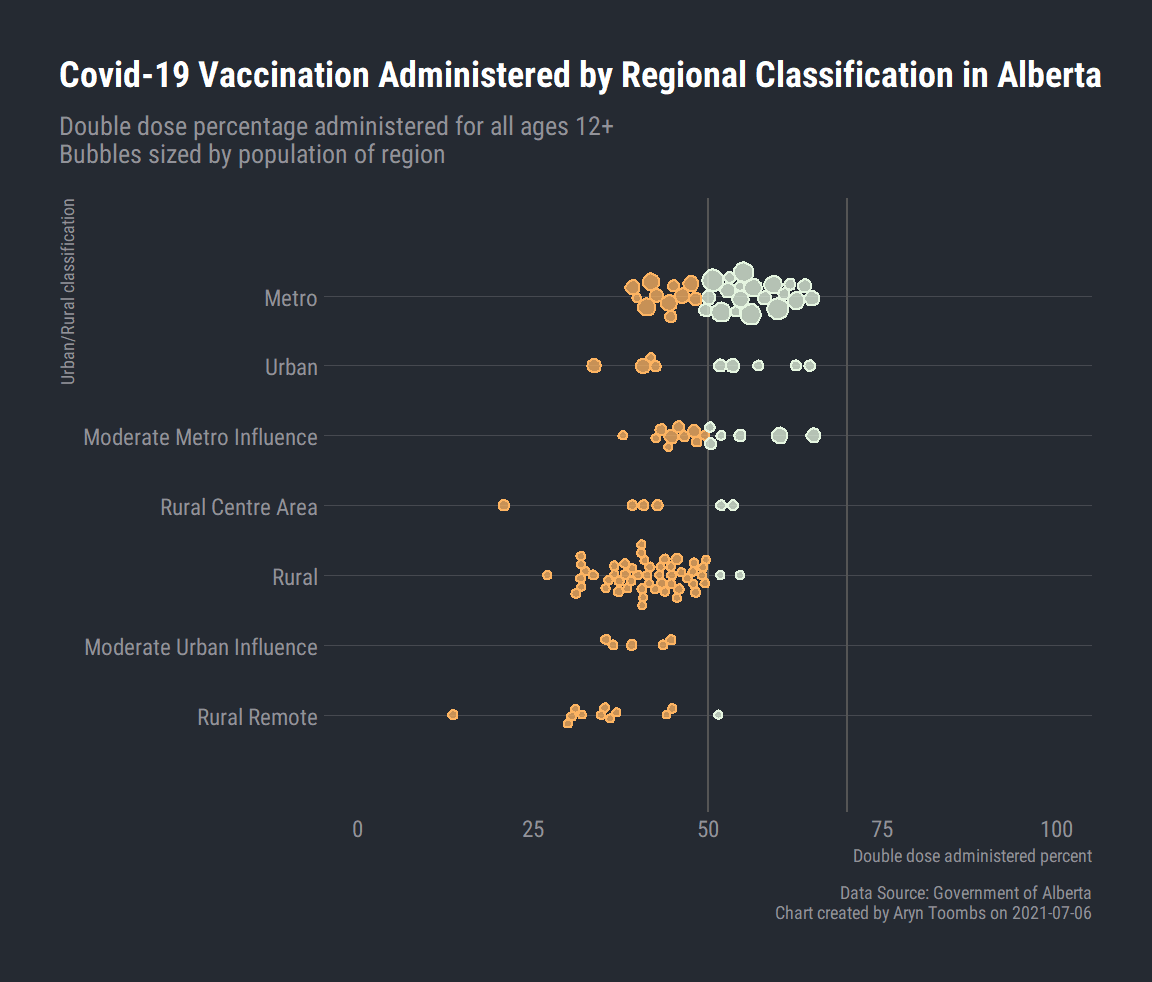 Covid-19 Vaccination Administered by Regional Classification in Alberta
Double dose percentage administered for all ages 12+
Bubbles sized by population of region
Urban/Rural classification
Metro
Urban
Moderate Metro Influence
Rural Centre Area
Rural
Moderate Urban Influence
Rural Remote
0 25 50 75 100
Double dose administered percent
Data Source: Government of Alberta
Chart created by Aryn Toombs on 2021-07-06